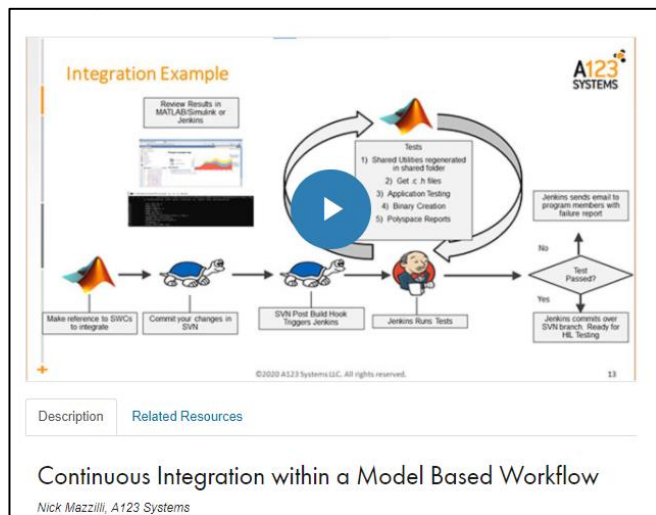 Integration Example
A123
SYSTEMS
Review Results in
MATLAB/Simulink or
Jenkins
Tests
1) Shared Utilities regenerated
in shared folder
2) Get .c .h files
3) Application Testing
4) Binary Creation
5) Polyspace Reports
Jenkins sends email to
program members with
failure report
No
Test
Passed?
Yes
Make reference to SWCs
to integrate
Commit your changes in
SVN
SVN Post Build Hook
Triggers Jenkins
Jenkins Runs Tests
Jenkins commits over
SVN branch. Ready for
HIL Testing
©2020 A123 Systems LLC. All rights reserved.
13
Description
Related Resources
Continuous Integration within a Model Based Workflow
Nick Mazzilli, A123 Systems